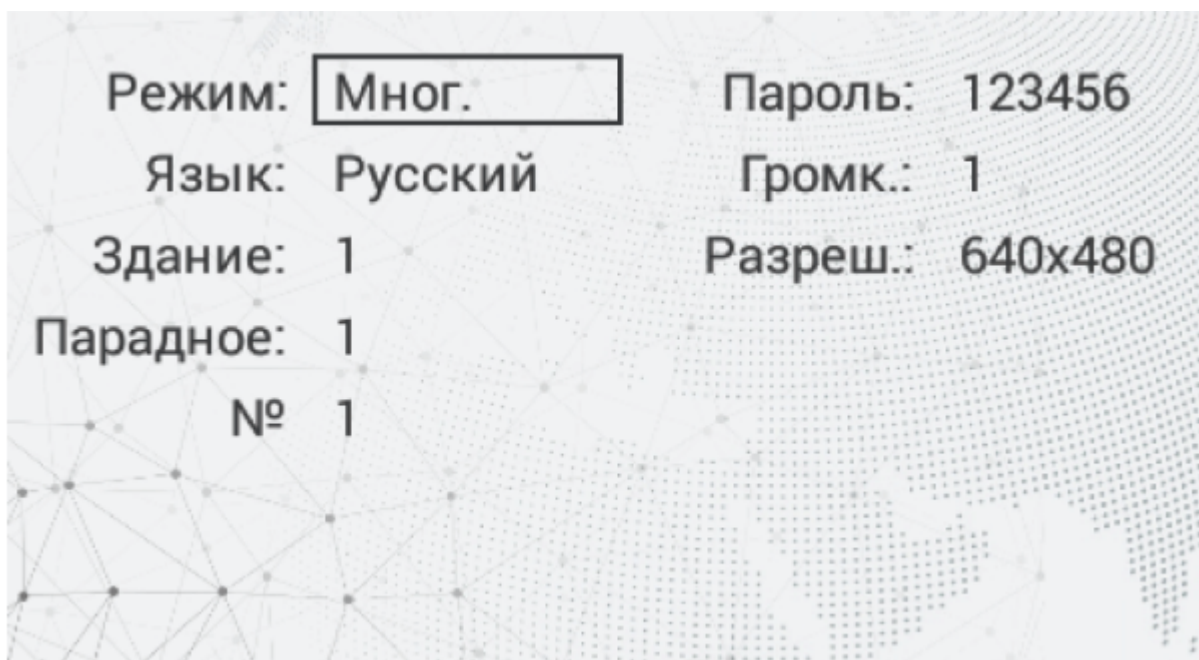 Режим: Мног. Пароль: 123456
Язык: Русский Громк.: 1
Здание: 1 Разреш.: 640x480
Парадное: 1
№ 1